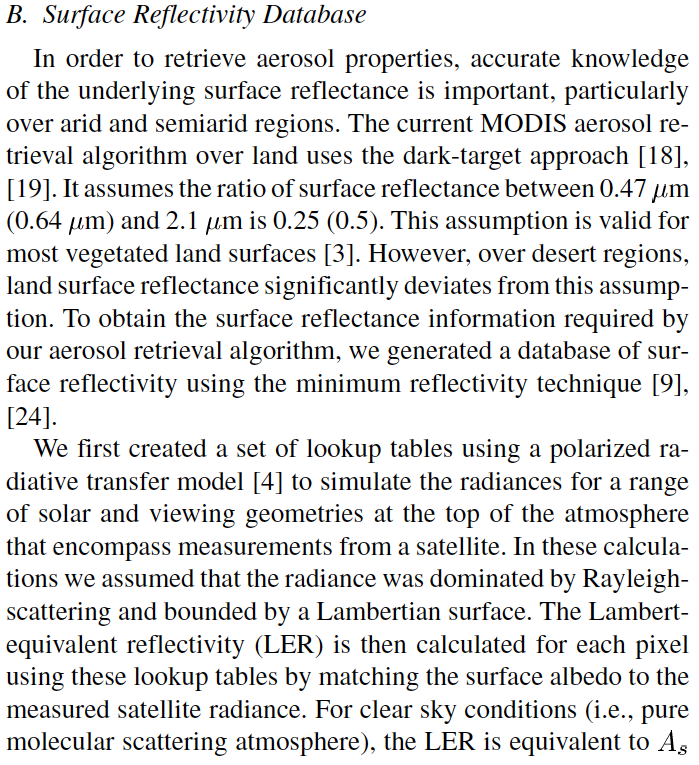 B. Surface Reflectivity Database
In order to retrieve aerosol properties, accurate knowledge
of the underlying surface reflectance is important, particularly
over arid and semiarid regions. The current MODIS aerosol re-
trieval algorithm over land uses the dark-target approach [18],
[19]. It assumes the ratio of surface reflectance between 0.47 μm
(0.64 μm) and 2.1 μm is 0.25 (0.5). This assumption is valid for
most vegetated land surfaces [3]. However, over desert regions,
land surface reflectance significantly deviates from this assump-
tion. To obtain the surface reflectance information required by
our aerosol retrieval algorithm, we generated a database of sur-
face reflectivity using the minimum reflectivity technique [9],
[24].
We first created a set of lookup tables using a polarized ra-
diative transfer model [4] to simulate the radiances for a range
of solar and viewing geometries at the top of the atmosphere
that encompass measurements from a satellite. In these calcula-
tions we assumed that the radiance was dominated by Rayleigh-
scattering and bounded by a Lambertian surface. The Lambert-
equivalent reflectivity (LER) is then calculated for each pixel
using these lookup tables by matching the surface albedo to the
measured satellite radiance. For clear sky conditions (i.e., pure
molecular scattering atmosphere), the LER is equivalent to A_s